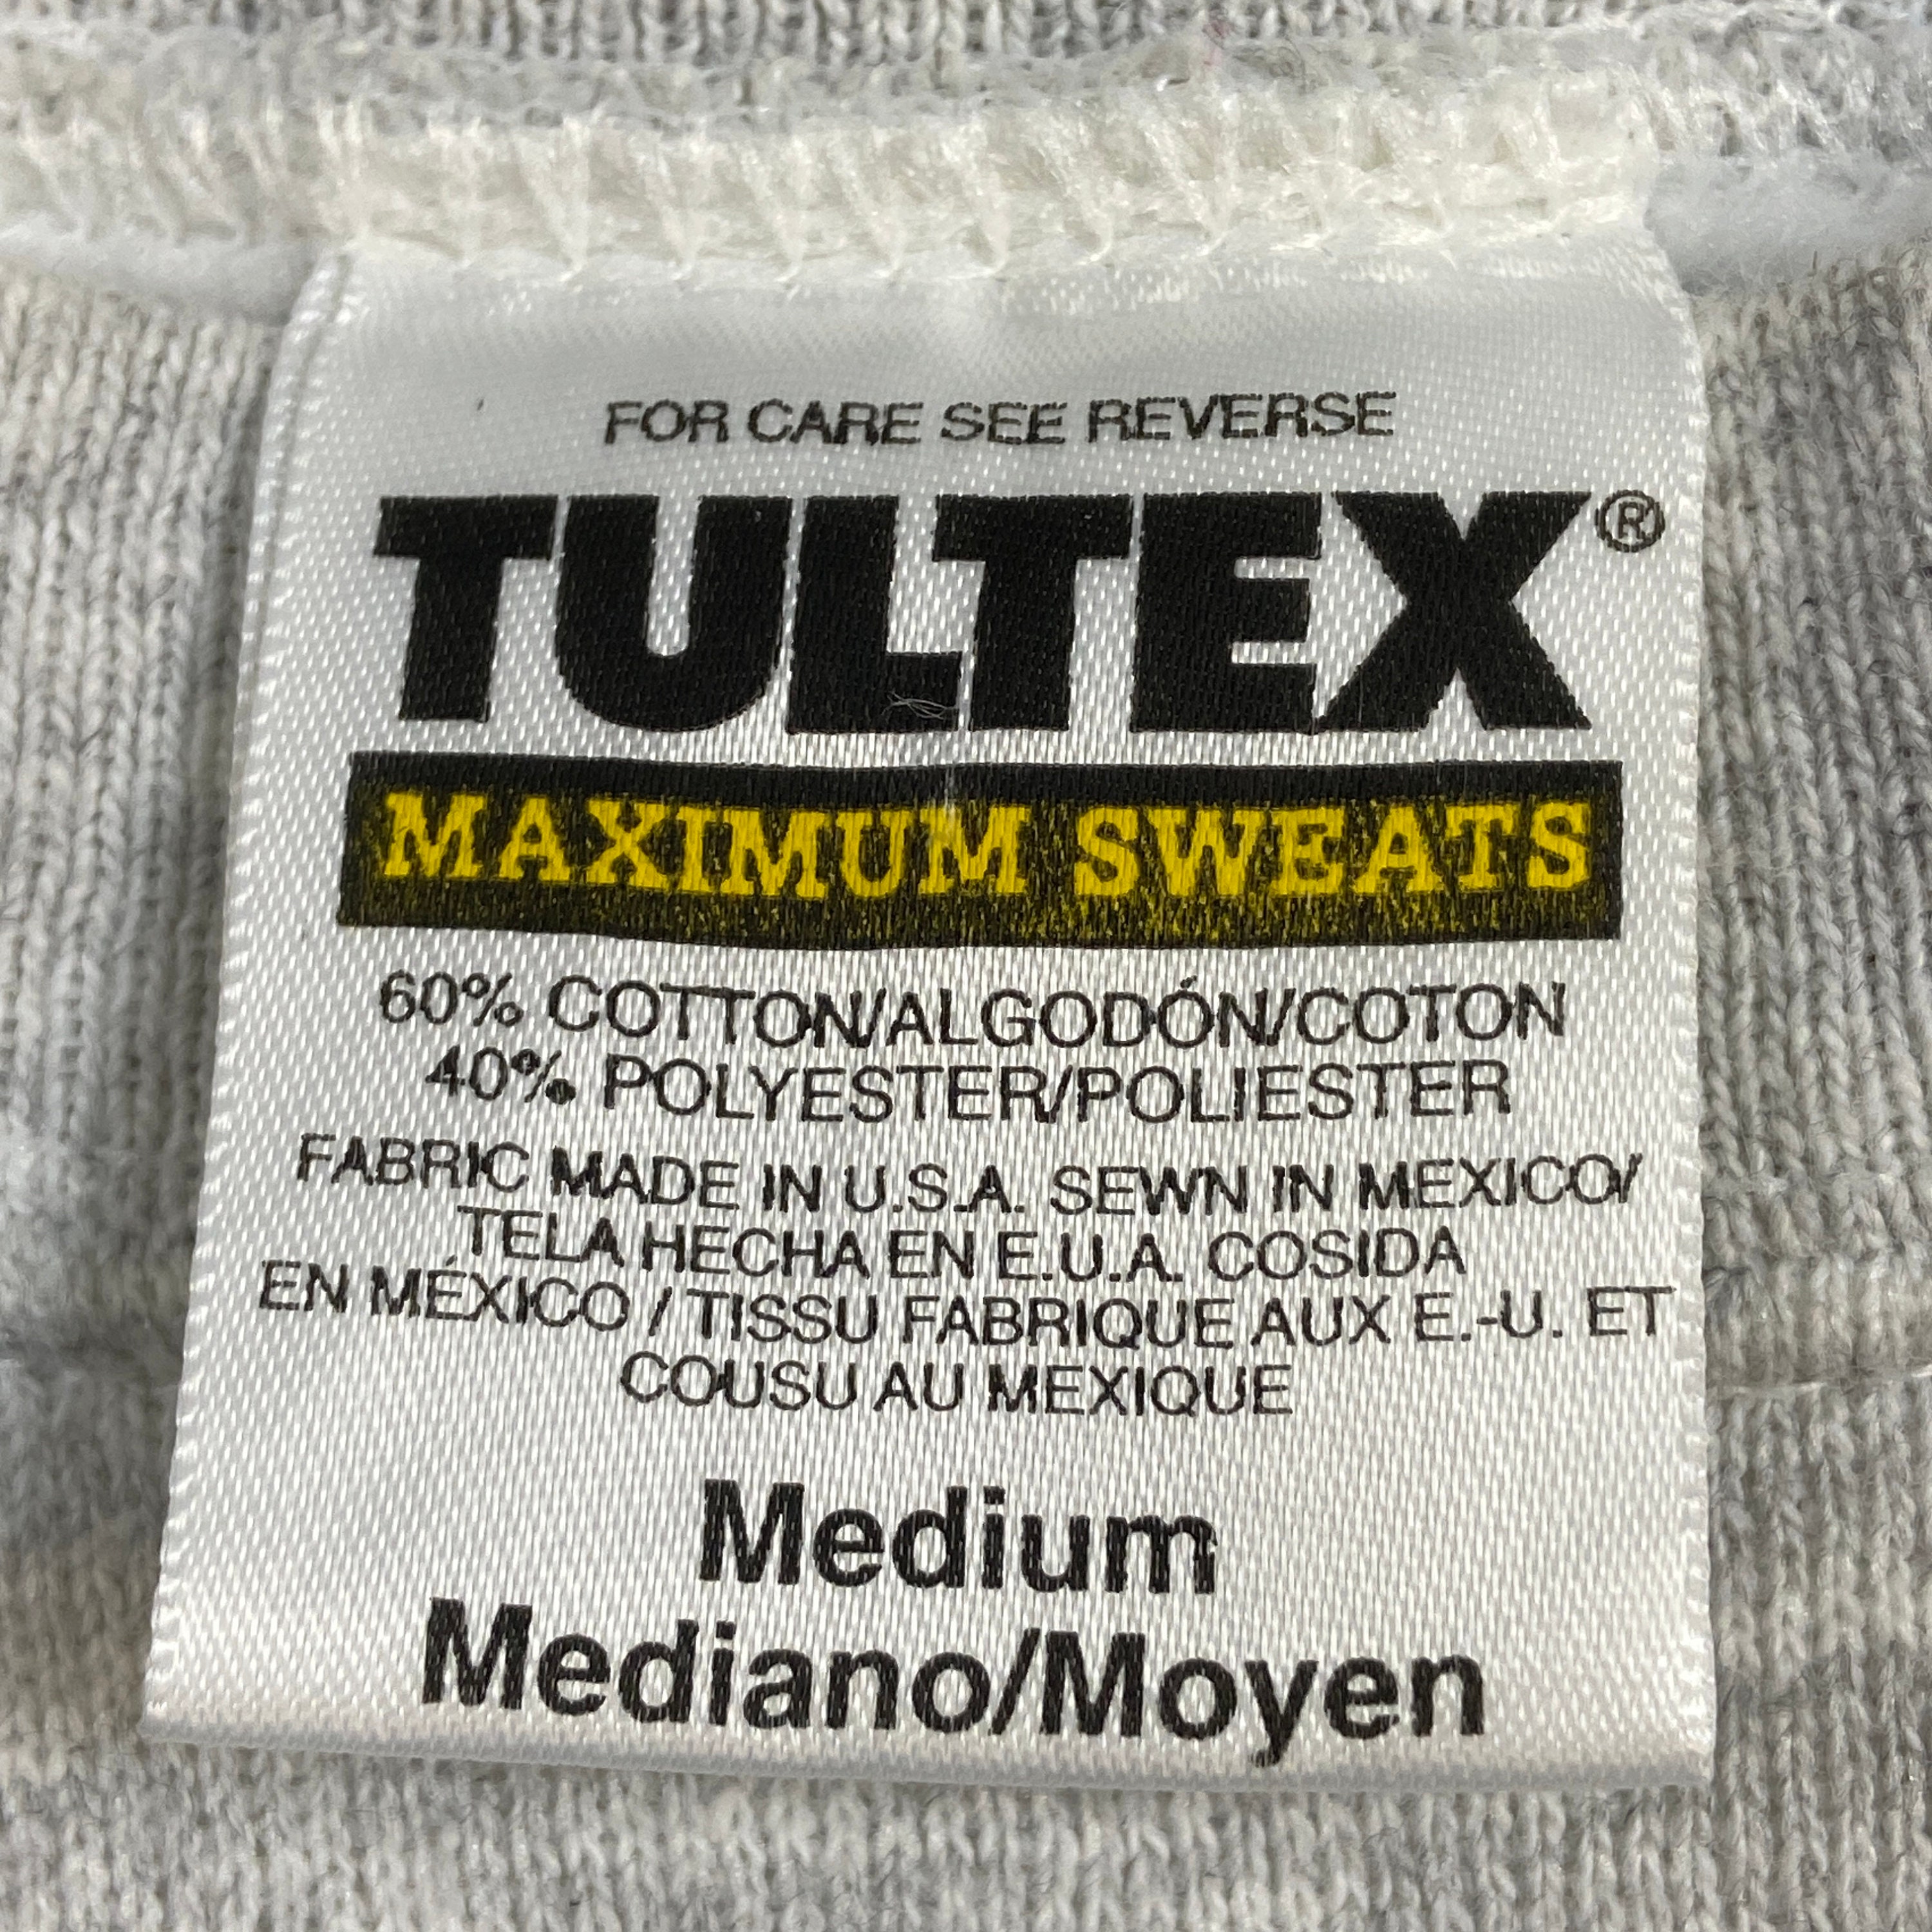 FOR CARE SEE REVERSE
TULTEX®
MAXIMUM SWEATS
60% COTTON/ALGODÓN/COTON
40% POLYESTER/POLIESTER
FABRIC MADE IN U.S.A. SEWN IN MEXICO/
TELA HECHA EN E.U.A. COSIDA
EN MÉXICO / TISSU FABRIQUE AUX E.-U. ET
COUSU AU MEXIQUE
Medium
Mediano/Moyen